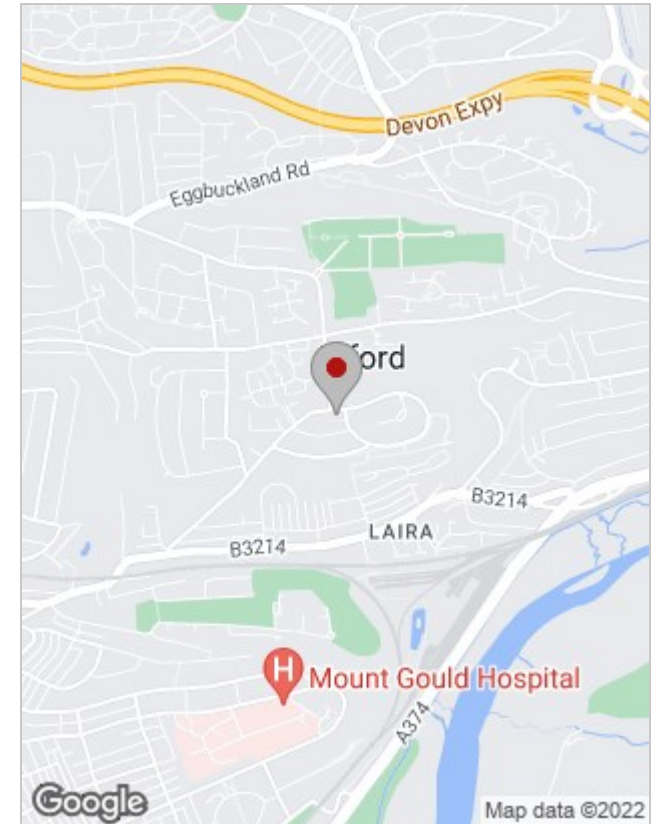 Devon Expy
Eggbuckland Rd
ford
B3214
LAIRA
B3214
H
Mount Gould Hospital
A374
Google
Map data ©2022